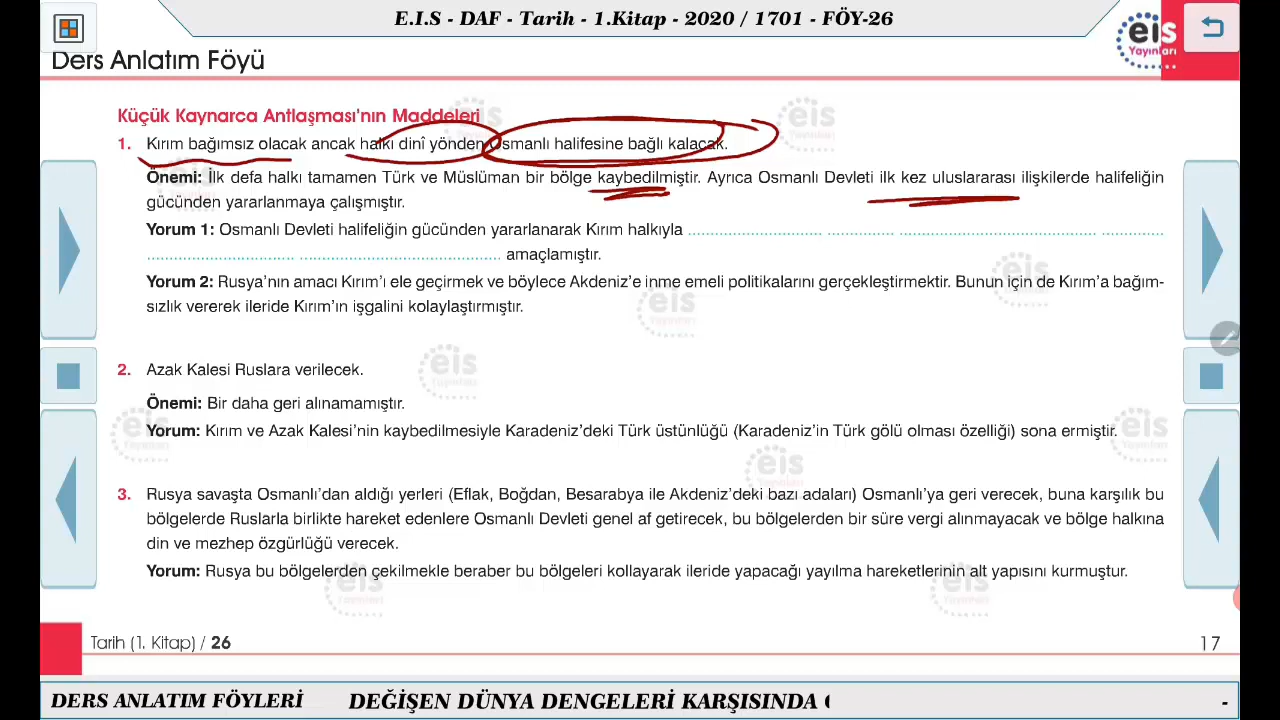 E.I.S - DAF - Tarih - 1.Kitap - 2020 / 1701 - FÖY-26
eis
Yayınları
Ders Anlatım Föyü
Küçük Kaynarca Antlaşması'nın Maddeleri
1. Kırım bağımsız olacak ancak halkı dinî yönden Osmanlı halifesine bağlı kalacak.
Önemi: İlk defa halkı tamamen Türk ve Müslüman bir bölge kaybedilmiştir. Ayrıca Osmanlı Devleti ilk kez uluslararası ilişkilerde halifeliğin
gücünden yararlanmaya çalışmıştır.
Yorum 1: Osmanlı Devleti halifeliğin gücünden yararlanarak Kırım halkıyla ........................................ .................... .......................................................... ..................
............................................ ............................................................ amaçlamıştır.
Yorum 2: Rusya'nın amacı Kırım'ı ele geçirmek ve böylece Akdeniz'e inme emeli politikalarını gerçekleştirmektir. Bunun için de Kırım'a bağım-
sızlık vererek ileride Kırım'ın işgalini kolaylaştırmıştır.
2. Azak Kalesi Ruslara verilecek.
Önemi: Bir daha geri alınamamıştır.
Yorum: Kırım ve Azak Kalesi'nin kaybedilmesiyle Karadeniz'deki Türk üstünlüğü (Karadeniz'in Türk gölü olması özelliği) sona ermiştir.
3. Rusya savaşta Osmanlı'dan aldığı yerleri (Eflak, Boğdan, Besarabya ile Akdeniz'deki bazı adaları) Osmanlı'ya geri verecek, buna karşılık bu
bölgelerde Ruslarla birlikte hareket edenlere Osmanlı Devleti genel af getirecek, bu bölgelerden bir süre vergi alınmayacak ve bölge halkına
din ve mezhep özgürlüğü verecek.
Yorum: Rusya bu bölgelerden çekilmekle beraber bu bölgeleri kollayarak ileride yapacağı yayılma hareketlerinin alt yapısını kurmuştur.
Tarih (1. Kitap) / 26
17
DERS ANLATIM FÖYLERİ DEĞİŞEN DÜNYA DENGELERİ KARŞISINDA -